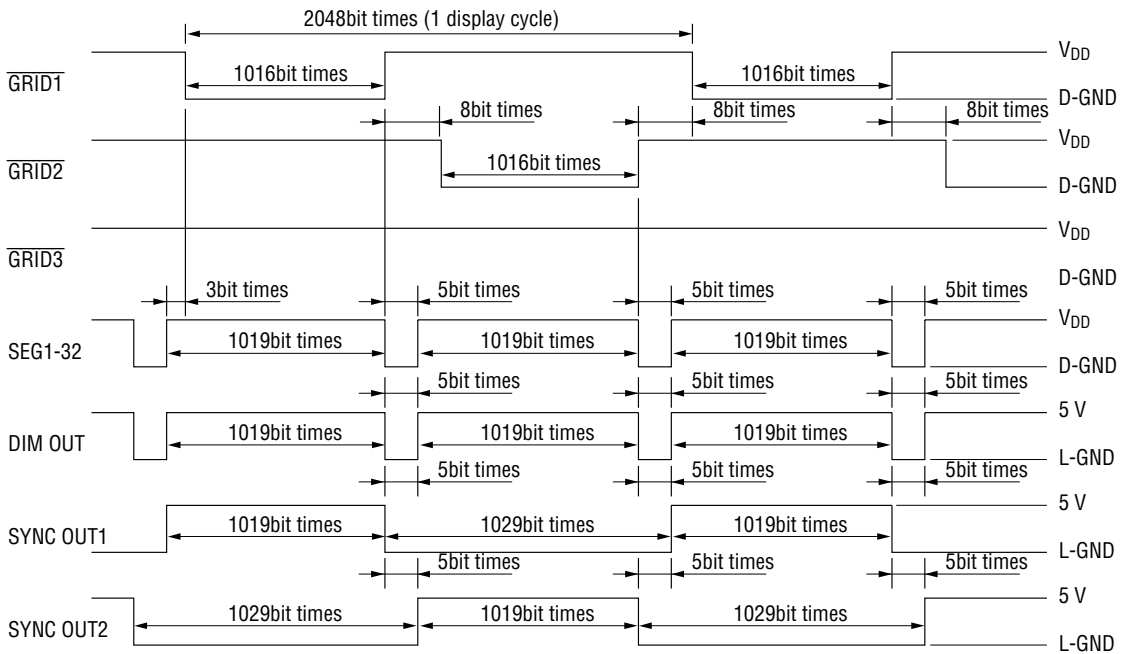 2048bit times (1 display cycle)
GRID1 1016bit times 1016bit times VDD
D-GND
8bit times 8bit times 8bit times
GRID2 1016bit times VDD
D-GND
GRID3 VDD
D-GND
3bit times 5bit times 5bit times 5bit times
SEG1-32 1019bit times 1019bit times 1019bit times VDD
D-GND
5bit times 5bit times 5bit times
DIM OUT 1019bit times 1019bit times 1019bit times 5 V
L-GND
5bit times 5bit times 5bit times
SYNC OUT1 1019bit times 1029bit times 1019bit times 5 V
L-GND
5bit times 5bit times 5bit times
SYNC OUT2 1029bit times 1019bit times 1029bit times 5 V
L-GND